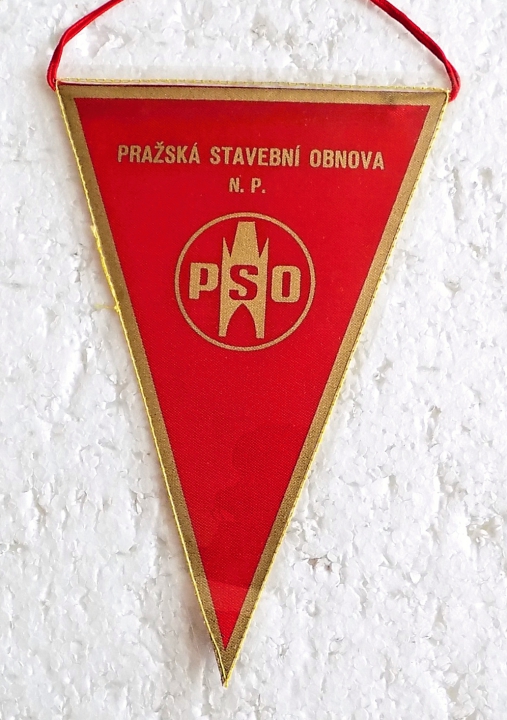 PRAŽSKÁ STAVEBNÍ OBNOVA
N. P.
PSO